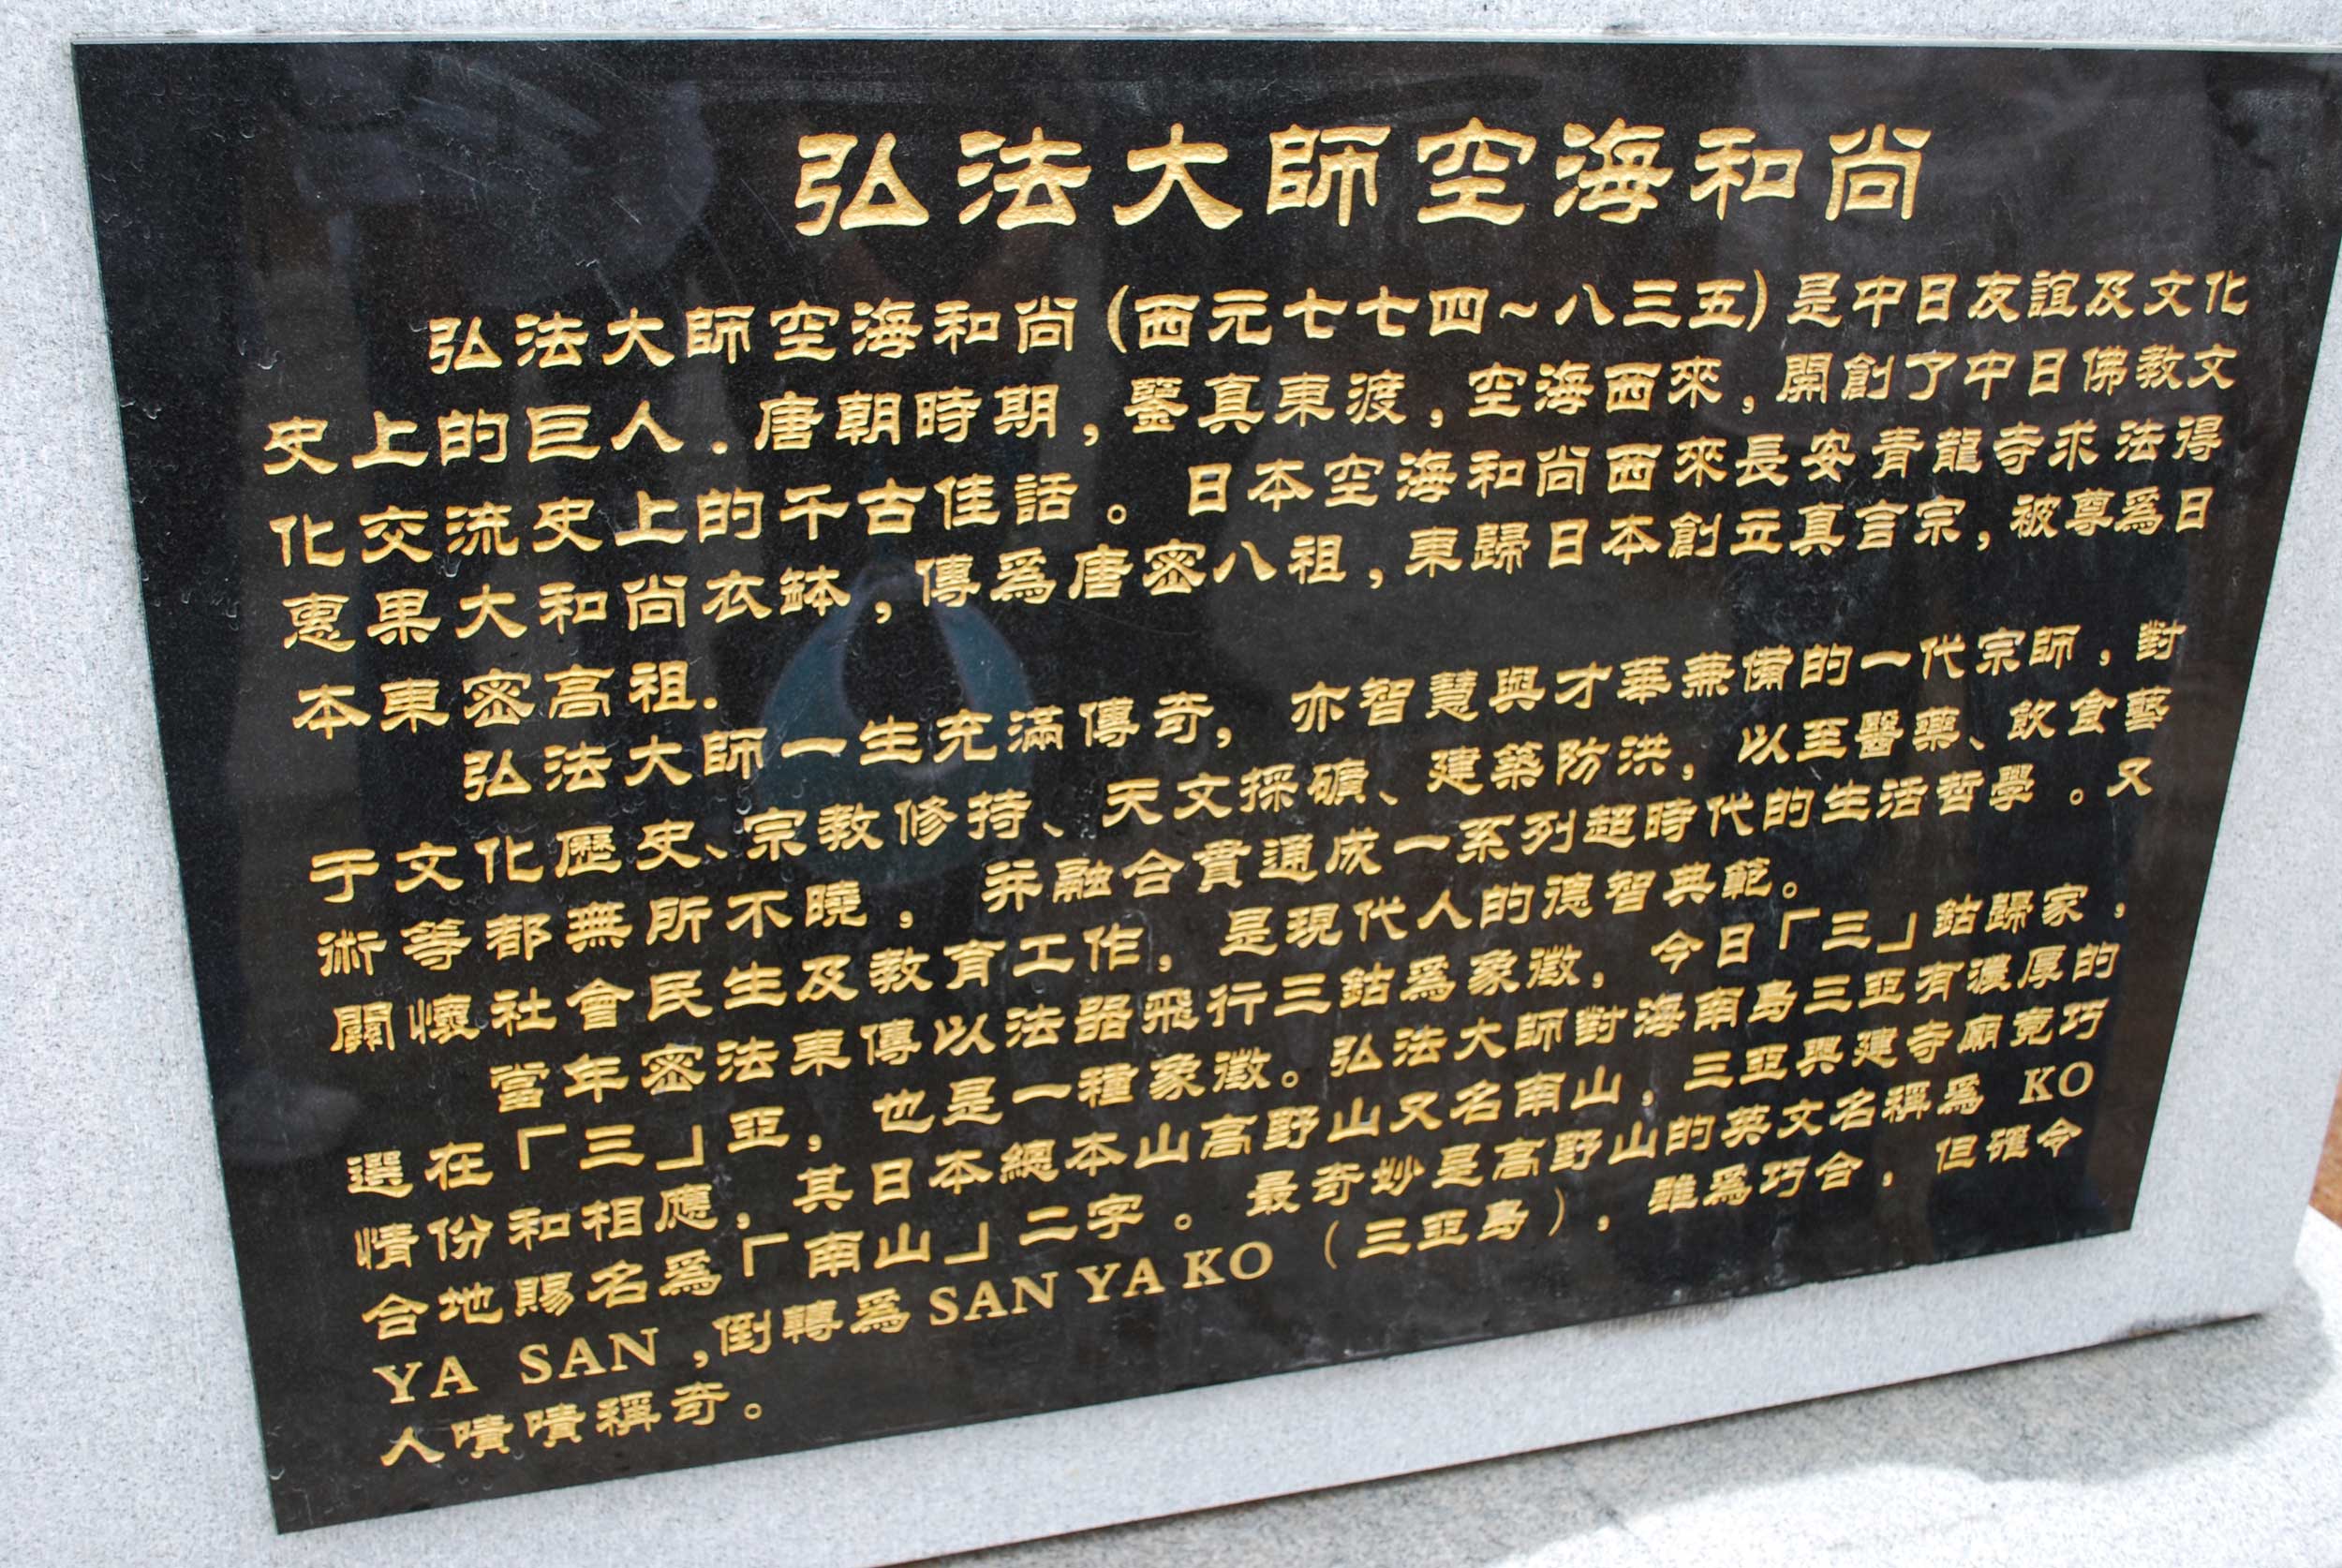 弘法大師空海和尚
弘法大師空海和尚(西元七七四~八三五)是中日友誼及文化
史上的巨人.唐朝時期,鑒真東渡,空海西來,開創了中日佛教文
化交流史上的千古佳話。日本空海和尚西來長安青龍寺求法得
惠果大和尚衣缽,傳爲唐密八祖,東歸日本創立真言宗,被尊爲日
本東密高祖.
弘法大師一生充滿傳奇,亦智慧與才華兼備的一代宗師,對
于文化歷史、宗教修持、天文採礦、建築防洪,以至醫藥、飲食藝
術等都無所不曉,并融合貫通成一系列超時代的生活哲學。又
關懷社會民生及教育工作,是現代人的德智典範。
當年密法東傳以法器飛行三鈷爲象徵,今日「三」鈷歸家,
選在「三」亞,也是一種象徵。弘法大師對海南島三亞有濃厚的
情份和相應,其日本總本山高野山又名南山,三亞興建寺廟竟巧
合地賜名爲「南山」二字。最奇妙是高野山的英文名稱爲 KO
YA SAN,倒轉爲SAN YA KO(三亞島),雖爲巧合,但確令
人嘖嘖稱奇。